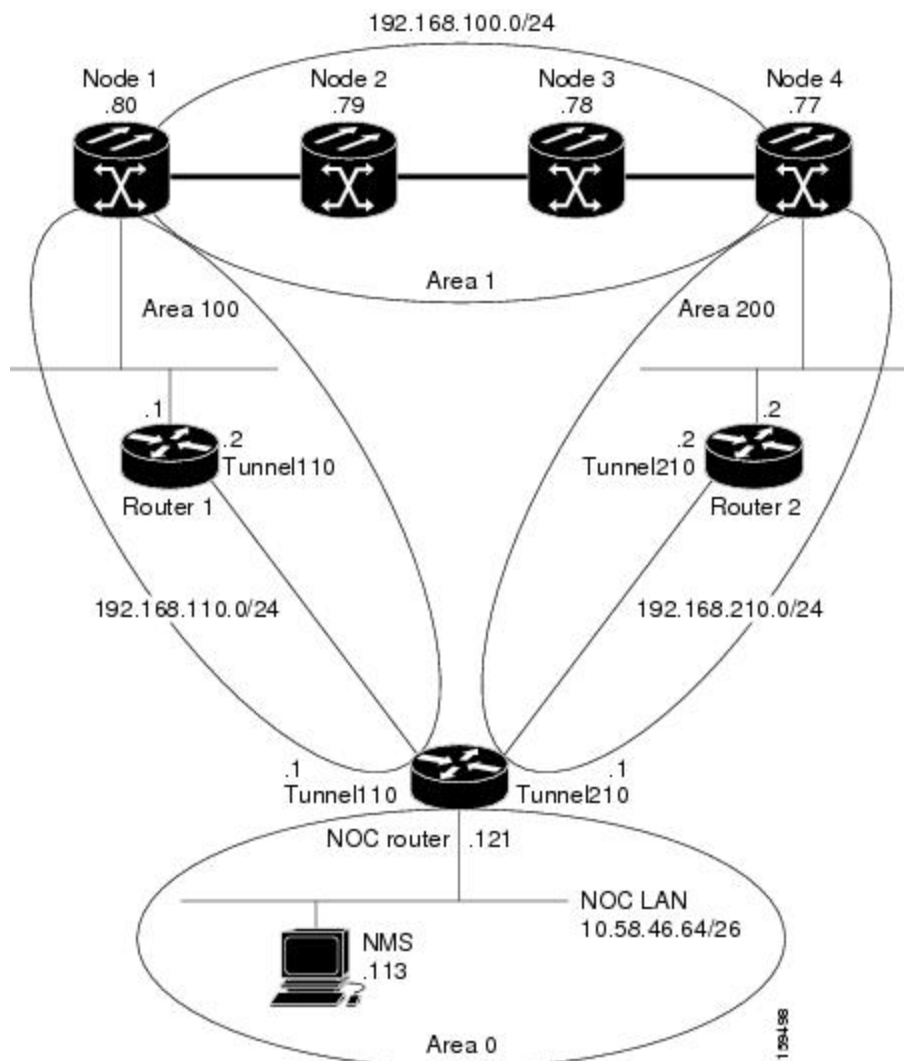 192.168.100.0/24
Node 1
.80
Node 2
.79
Node 3
.78
Node 4
.77
Area 1
Area 100
Area 200
.1
.2
Tunnel110
Router 1
.2
.2
Tunnel210
Router 2
192.168.110.0/24
192.168.210.0/24
.1
Tunnel110
.1
Tunnel210
NOC router
.121
NOC LAN
10.58.46.64/26
NMS
.113
Area 0
159498